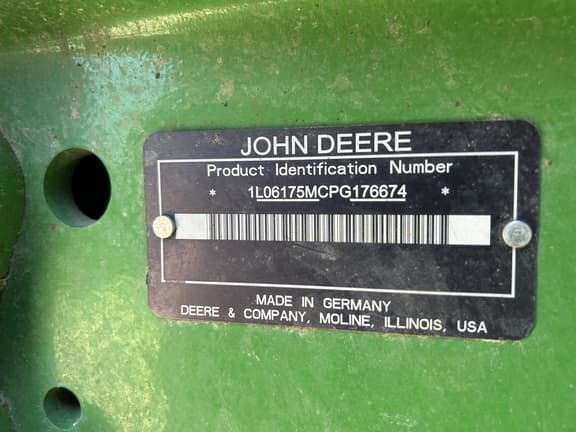 JOHN DEERE
Product Identification Number
* 1L06175MCPG176674 *
MADE IN GERMANY
DEERE & COMPANY, MOLINE, ILLINOIS, USA